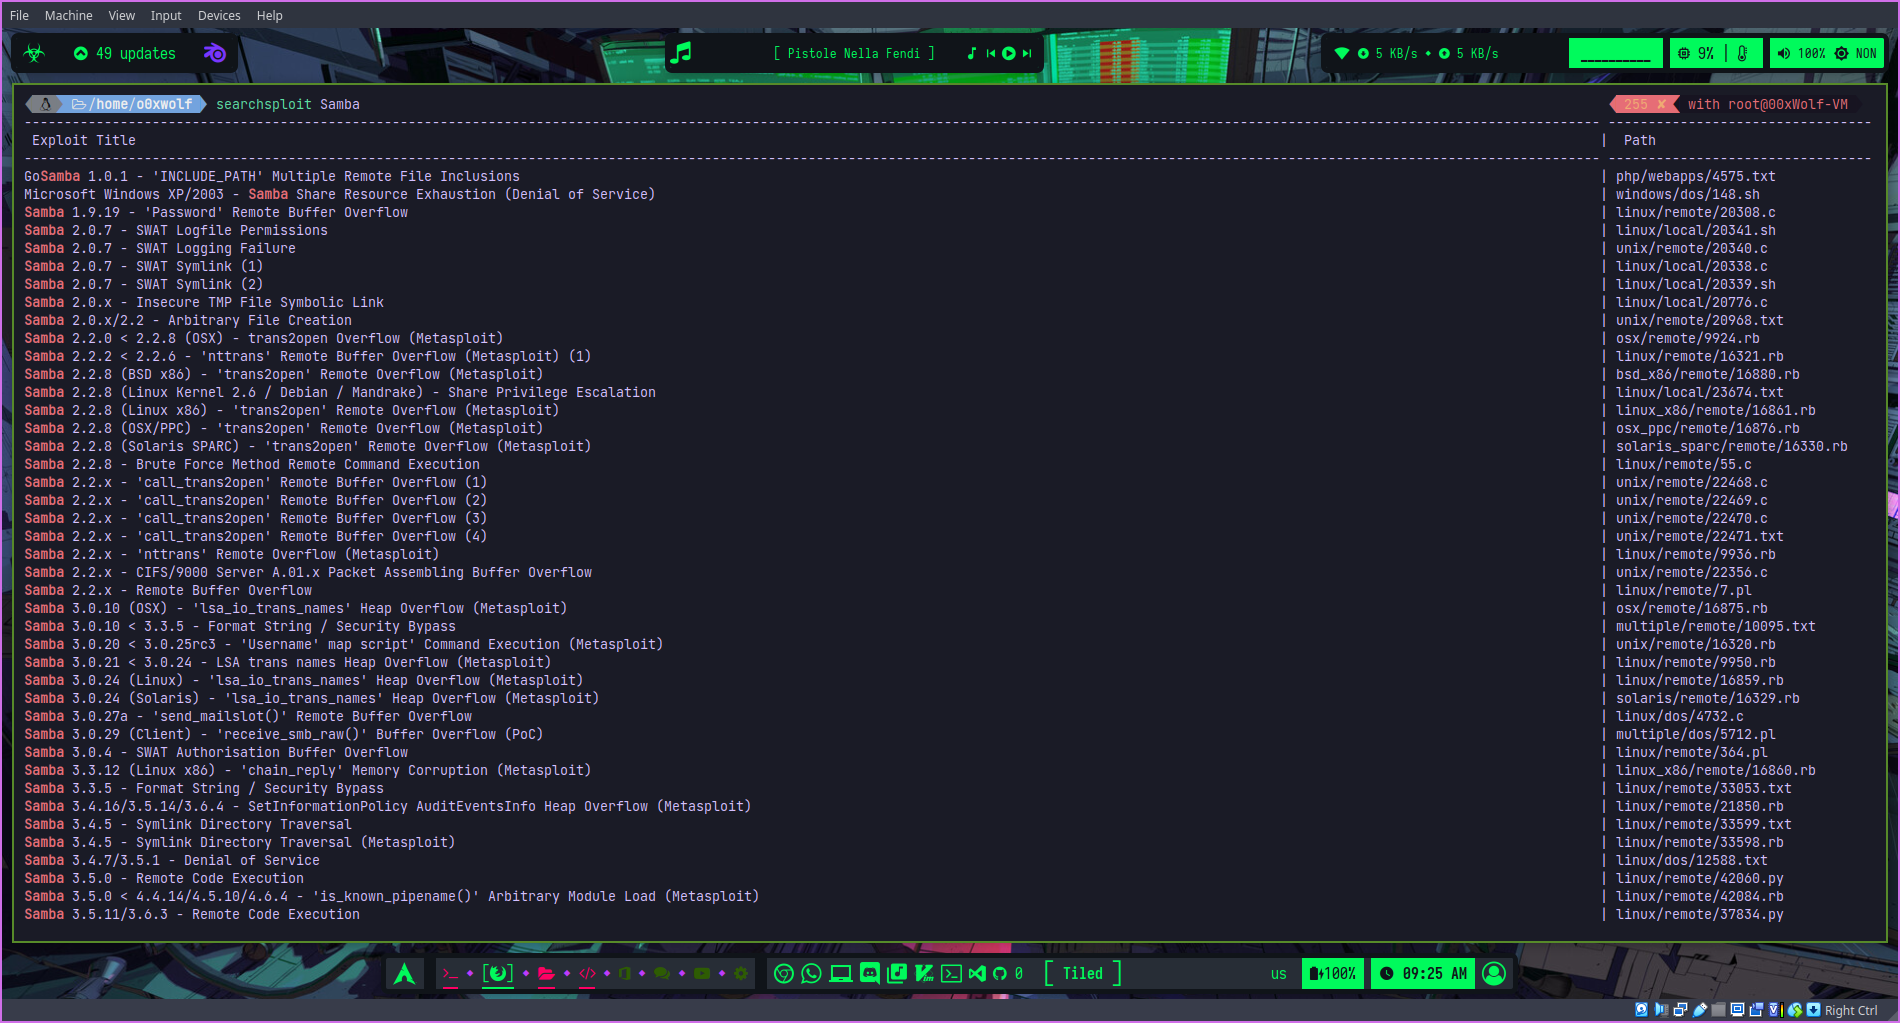 File Machine View Input Devices Help
49 updates
[ Pistole Nella Fendi ]
5 KB/s 5 KB/s
9%
100% NON
/home/o0xwolf searchsploit Samba 255 ✘ with root@00xWolf-VM
Exploit Title | Path
GoSamba 1.0.1 - 'INCLUDE_PATH' Multiple Remote File Inclusions | php/webapps/4575.txt
Microsoft Windows XP/2003 - Samba Share Resource Exhaustion (Denial of Service) | windows/dos/148.sh
Samba 1.9.19 - 'Password' Remote Buffer Overflow | linux/remote/20308.c
Samba 2.0.7 - SWAT Logfile Permissions | linux/local/20341.sh
Samba 2.0.7 - SWAT Logging Failure | unix/remote/20340.c
Samba 2.0.7 - SWAT Symlink (1) | linux/local/20338.c
Samba 2.0.7 - SWAT Symlink (2) | linux/local/20339.sh
Samba 2.0.x - Insecure TMP File Symbolic Link | linux/local/20776.c
Samba 2.0.x/2.2 - Arbitrary File Creation | unix/remote/20968.txt
Samba 2.2.0 < 2.2.8 (OSX) - trans2open Overflow (Metasploit) | osx/remote/9924.rb
Samba 2.2.2 < 2.2.6 - 'nttrans' Remote Buffer Overflow (Metasploit) (1) | linux/remote/16321.rb
Samba 2.2.8 (BSD x86) - 'trans2open' Remote Overflow (Metasploit) | bsd_x86/remote/16880.rb
Samba 2.2.8 (Linux Kernel 2.6 / Debian / Mandrake) - Share Privilege Escalation | linux/local/23674.txt
Samba 2.2.8 (Linux x86) - 'trans2open' Remote Overflow (Metasploit) | linux_x86/remote/16861.rb
Samba 2.2.8 (OSX/PPC) - 'trans2open' Remote Overflow (Metasploit) | osx_ppc/remote/16876.rb
Samba 2.2.8 (Solaris SPARC) - 'trans2open' Remote Overflow (Metasploit) | solaris_sparc/remote/16330.rb
Samba 2.2.8 - Brute Force Method Remote Command Execution | linux/remote/55.c
Samba 2.2.x - 'call_trans2open' Remote Buffer Overflow (1) | unix/remote/22468.c
Samba 2.2.x - 'call_trans2open' Remote Buffer Overflow (2) | unix/remote/22469.c
Samba 2.2.x - 'call_trans2open' Remote Buffer Overflow (3) | unix/remote/22470.c
Samba 2.2.x - 'call_trans2open' Remote Buffer Overflow (4) | unix/remote/22471.txt
Samba 2.2.x - 'nttrans' Remote Overflow (Metasploit) | linux/remote/9936.rb
Samba 2.2.x - CIFS/9000 Server A.01.x Packet Assembling Buffer Overflow | unix/remote/22356.c
Samba 2.2.x - Remote Buffer Overflow | linux/remote/7.pl
Samba 3.0.10 (OSX) - 'lsa_io_trans_names' Heap Overflow (Metasploit) | osx/remote/16875.rb
Samba 3.0.10 < 3.3.5 - Format String / Security Bypass | multiple/remote/10095.txt
Samba 3.0.20 < 3.0.25rc3 - 'Username' map script' Command Execution (Metasploit) | unix/remote/16320.rb
Samba 3.0.21 < 3.0.24 - LSA trans names Heap Overflow (Metasploit) | linux/remote/9950.rb
Samba 3.0.24 (Linux) - 'lsa_io_trans_names' Heap Overflow (Metasploit) | linux/remote/16859.rb
Samba 3.0.24 (Solaris) - 'lsa_io_trans_names' Heap Overflow (Metasploit) | solaris/remote/16329.rb
Samba 3.0.27a - 'send_mailslot()' Remote Buffer Overflow | linux/dos/4732.c
Samba 3.0.29 (Client) - 'receive_smb_raw()' Buffer Overflow (PoC) | multiple/dos/5712.pl
Samba 3.0.4 - SWAT Authorisation Buffer Overflow | linux/remote/364.pl
Samba 3.3.12 (Linux x86) - 'chain_reply' Memory Corruption (Metasploit) | linux_x86/remote/16860.rb
Samba 3.3.5 - Format String / Security Bypass | linux/remote/33053.txt
Samba 3.4.16/3.5.14/3.6.4 - SetInformationPolicy AuditEventsInfo Heap Overflow (Metasploit) | linux/remote/21850.rb
Samba 3.4.5 - Symlink Directory Traversal | linux/remote/33599.txt
Samba 3.4.5 - Symlink Directory Traversal (Metasploit) | linux/remote/33598.rb
Samba 3.4.7/3.5.1 - Denial of Service | linux/dos/12588.txt
Samba 3.5.0 - Remote Code Execution | linux/remote/42060.py
Samba 3.5.0 < 4.4.14/4.5.10/4.6.4 - 'is_known_pipename()' Arbitrary Module Load (Metasploit) | linux/remote/42084.rb
Samba 3.5.11/3.6.3 - Remote Code Execution | linux/remote/37834.py
0 [ Tiled ] us 100% 09:25 AM
Right Ctrl